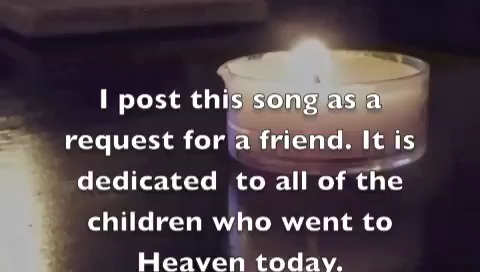 I post this song as a
request for a friend. It is
dedicated  to all of the
children who went to
Heaven today.